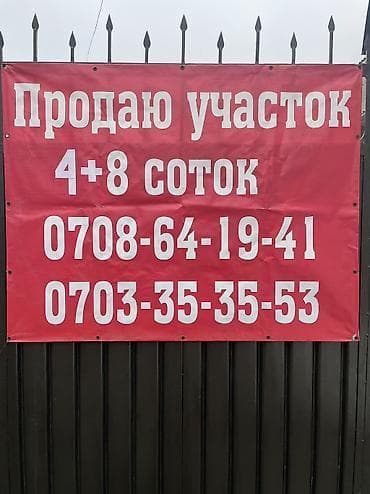 Продаю участок
4+8 соток
0708-64-19-41
0703-35-35-53